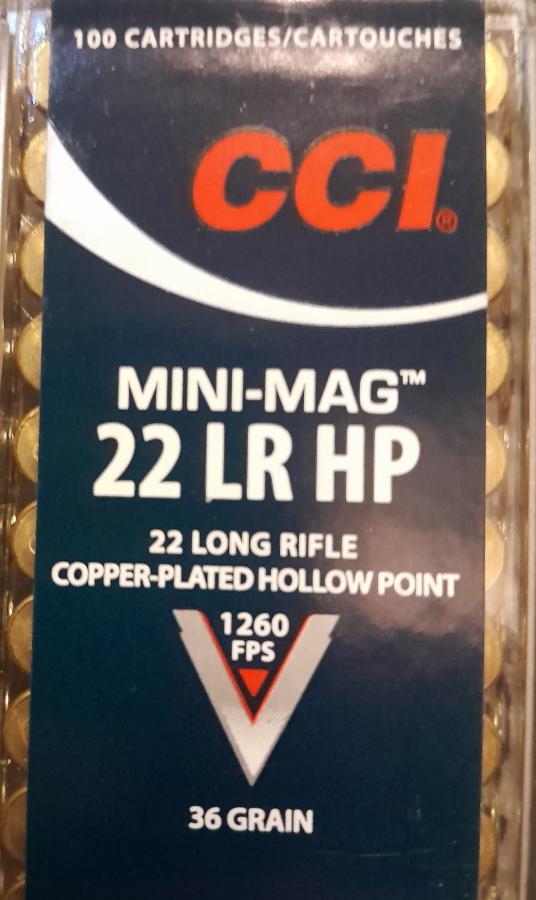 100 CARTRIDGES/CARTOUCHES
CCI®
MINI-MAG™
22 LR HP
22 LONG RIFLE
COPPER-PLATED HOLLOW POINT
1260
FPS
36 GRAIN